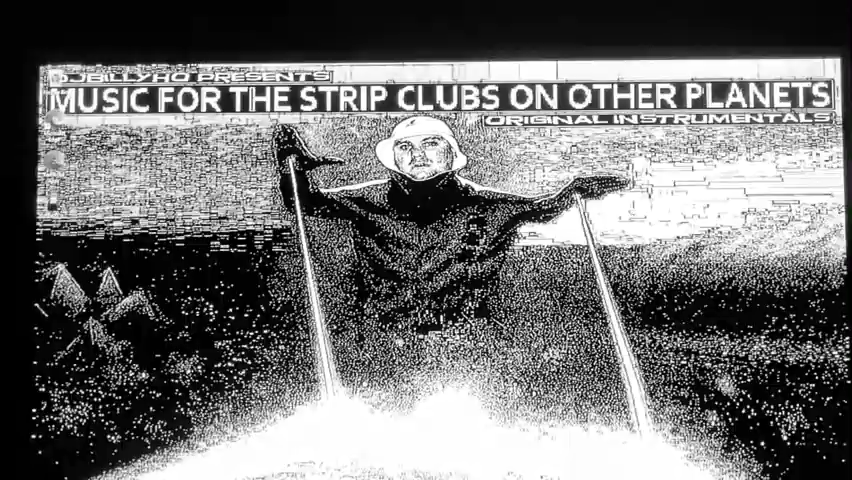 DJBILLYHO PRESENTS
MUSIC FOR THE STRIP CLUBS ON OTHER PLANETS
ORIGINAL INSTRUMENTALS